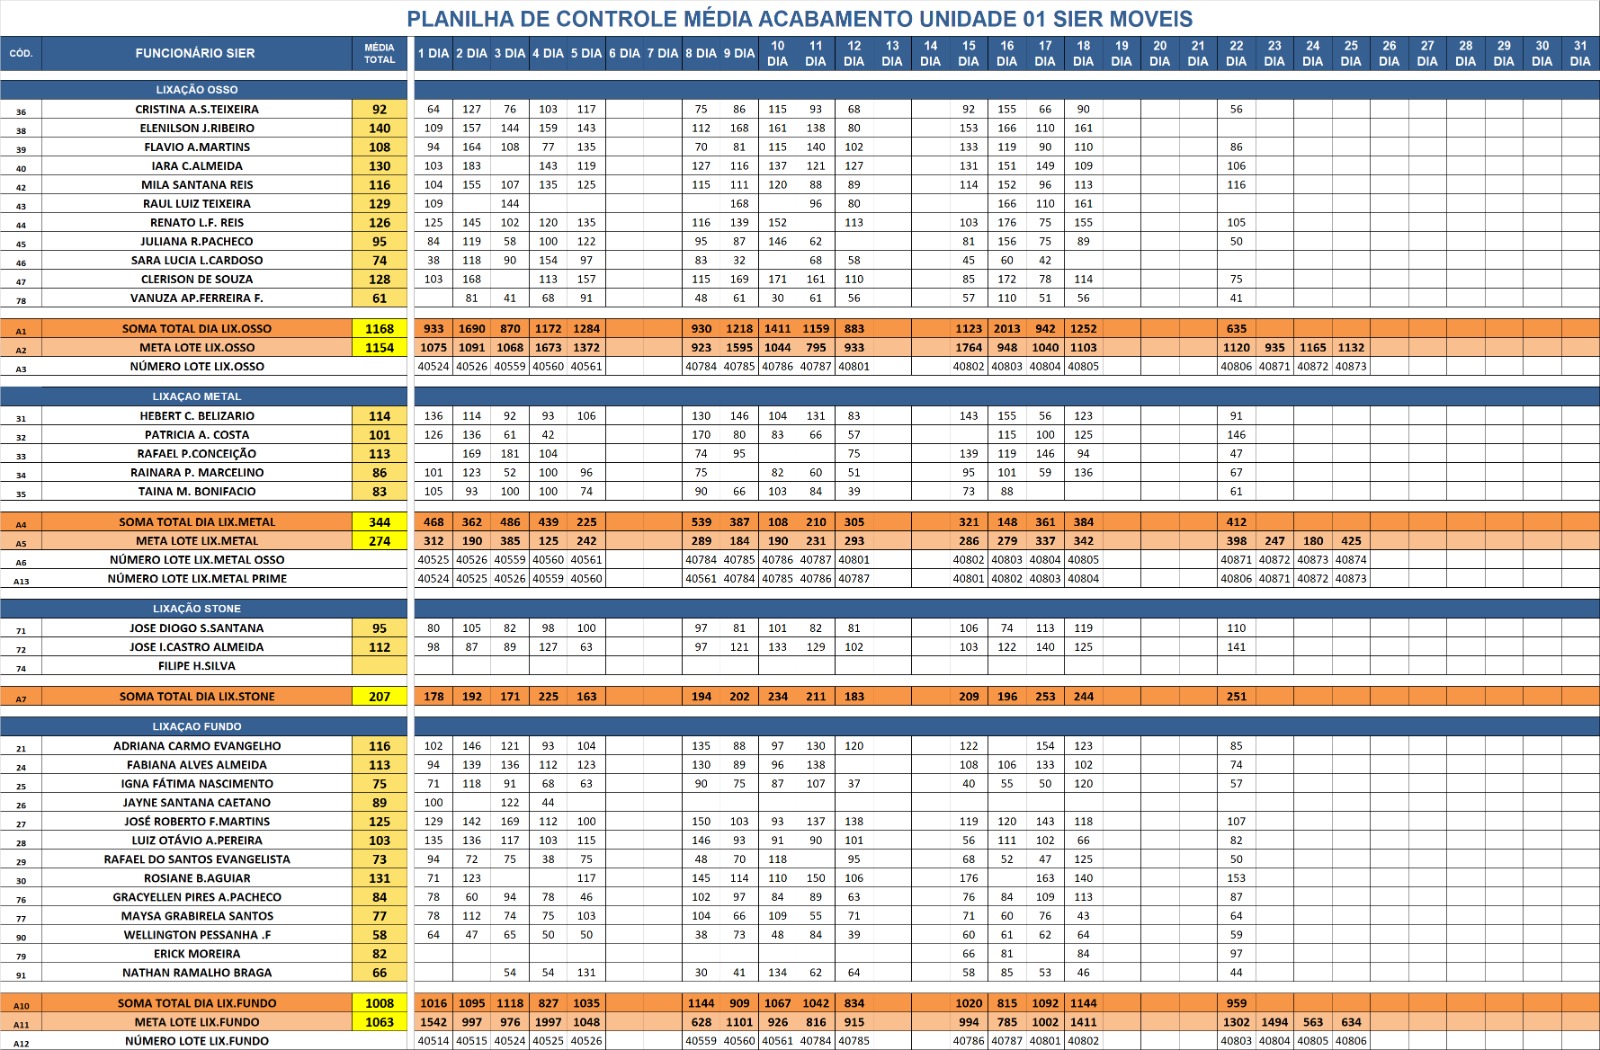 PLANILHA DE CONTROLE MÉDIA ACABAMENTO UNIDADE 01 SIER MOVEIS
CÓD. FUNCIONÁRIO SIER MÉDIA TOTAL 1 DIA 2 DIA 3 DIA 4 DIA 5 DIA 6 DIA 7 DIA 8 DIA 9 DIA 10 DIA 11 DIA 12 DIA 13 DIA 14 DIA 15 DIA 16 DIA 17 DIA 18 DIA 19 DIA 20 DIA 21 DIA 22 DIA 23 DIA 24 DIA 25 DIA 26 DIA 27 DIA 28 DIA 29 DIA 30 DIA 31 DIA
LIXAÇÃO OSSO
36 CRISTINA A.S.TEIXEIRA 92 64 127 76 103 117 75 86 115 93 68 92 155 66 90 56
38 ELENILSON J.RIBEIRO 140 109 157 144 159 143 112 168 161 138 80 153 166 110 161
39 FLAVIO A.MARTINS 108 94 164 108 77 135 70 81 115 140 102 133 119 90 110 86
40 IARA C.ALMEIDA 130 103 183 143 119 127 116 137 121 127 131 151 149 109 106
42 MILA SANTANA REIS 116 104 155 107 135 125 115 111 120 88 89 114 152 96 113 116
43 RAUL LUIZ TEIXEIRA 129 109 144 168 96 80 166 110 161
44 RENATO L.F. REIS 126 125 145 102 120 135 116 139 152 113 103 176 75 155 105
45 JULIANA R.PACHECO 95 84 119 58 100 122 95 87 146 62 81 156 75 89 50
46 SARA LUCIA L.CARDOSO 74 38 118 90 154 97 83 32 68 58 45 60 42
47 CLERISON DE SOUZA 128 103 168 113 157 115 169 171 161 110 85 172 78 114 75
78 VANUZA AP.FERREIRA F. 61 81 41 68 91 48 61 30 61 56 57 110 51 56 41
A1 SOMA TOTAL DIA LIX.OSSO 1168 933 1690 870 1172 1284 930 1218 1411 1159 883 1123 2013 942 1252 635
A2 META LOTE LIX.OSSO 1154 1075 1091 1068 1673 1372 923 1595 1044 795 933 1764 948 1040 1103 1120 935 1165 1132
A3 NÚMERO LOTE LIX.OSSO 40524 40526 40559 40560 40561 40784 40785 40786 40787 40801 40802 40803 40804 40805 40806 40871 40872 40873
LIXAÇAO METAL
31 HEBERT C. BELIZARIO 114 136 114 92 93 106 130 146 104 131 83 143 155 56 123 91
32 PATRICIA A. COSTA 101 126 136 61 42 170 80 83 66 57 115 100 125 146
33 RAFAEL P.CONCEIÇÃO 113 169 181 104 74 95 75 139 119 146 94 47
34 RAINARA P. MARCELINO 86 101 123 52 100 96 75 82 60 51 95 101 59 136 67
35 TAINA M. BONIFACIO 83 105 93 100 100 74 90 66 103 84 39 73 88 61
A4 SOMA TOTAL DIA LIX.METAL 344 468 362 486 439 225 539 387 108 210 305 321 148 361 384 412
A5 META LOTE LIX.METAL 274 312 190 385 125 242 289 184 190 231 293 286 279 337 342 398 247 180 425
A6 NÚMERO LOTE LIX.METAL OSSO 40525 40526 40559 40560 40561 40784 40785 40786 40787 40801 40802 40803 40804 40805 40871 40872 40873 40874
A13 NÚMERO LOTE LIX.METAL PRIME 40524 40525 40526 40559 40560 40561 40784 40785 40786 40787 40801 40802 40803 40804 40806 40871 40872 40873
LIXAÇÃO STONE
71 JOSE DIOGO S.SANTANA 95 80 105 82 98 100 97 81 101 82 81 106 74 113 119 110
72 JOSE I.CASTRO ALMEIDA 112 98 87 89 127 63 97 121 133 129 102 103 122 140 125 141
74 FILIPE H.SILVA
A7 SOMA TOTAL DIA LIX.STONE 207 178 192 171 225 163 194 202 234 211 183 209 196 253 244 251
LIXAÇAO FUNDO
21 ADRIANA CARMO EVANGELHO 116 102 146 121 93 104 135 88 97 130 120 122 154 123 85
24 FABIANA ALVES ALMEIDA 113 94 139 136 112 123 130 89 96 138 108 106 133 102 74
25 IGNA FÁTIMA NASCIMENTO 75 71 118 91 68 63 90 75 87 107 37 40 55 50 120 57
26 JAYNE SANTANA CAETANO 89 100 122 44
27 JOSÉ ROBERTO F.MARTINS 125 129 142 169 112 100 150 103 93 137 138 119 120 143 118 107
28 LUIZ OTÁVIO A.PEREIRA 103 135 136 117 103 115 146 93 91 90 101 56 111 102 66 82
29 RAFAEL DO SANTOS EVANGELISTA 73 94 72 75 38 75 48 70 118 95 68 52 47 125 50
30 ROSIANE B.AGUIAR 131 71 123 117 145 114 110 150 106 176 163 140 153
76 GRACYELLEN PIRES A.PACHECO 84 78 60 94 78 46 102 97 84 89 63 76 84 109 113 87
77 MAYSA GRABIRELA SANTOS 77 78 112 74 75 103 104 66 109 55 71 71 60 76 43 64
90 WELLINGTON PESSANHA .F 58 64 47 65 50 50 38 73 48 84 39 60 61 62 64 59
79 ERICK MOREIRA 82 66 81 84 97
91 NATHAN RAMALHO BRAGA 66 54 54 131 30 41 134 62 64 58 85 53 46 44
A10 SOMA TOTAL DIA LIX.FUNDO 1008 1016 1095 1118 827 1035 1144 909 1067 1042 834 1020 815 1092 1144 959
A11 META LOTE LIX.FUNDO 1063 1542 997 976 1997 1048 628 1101 926 816 915 994 785 1002 1411 1302 1494 563 634
A12 NÚMERO LOTE LIX.FUNDO 40514 40515 40524 40525 40526 40559 40560 40561 40784 40785 40786 40787 40801 40802 40803 40804 40805 40806